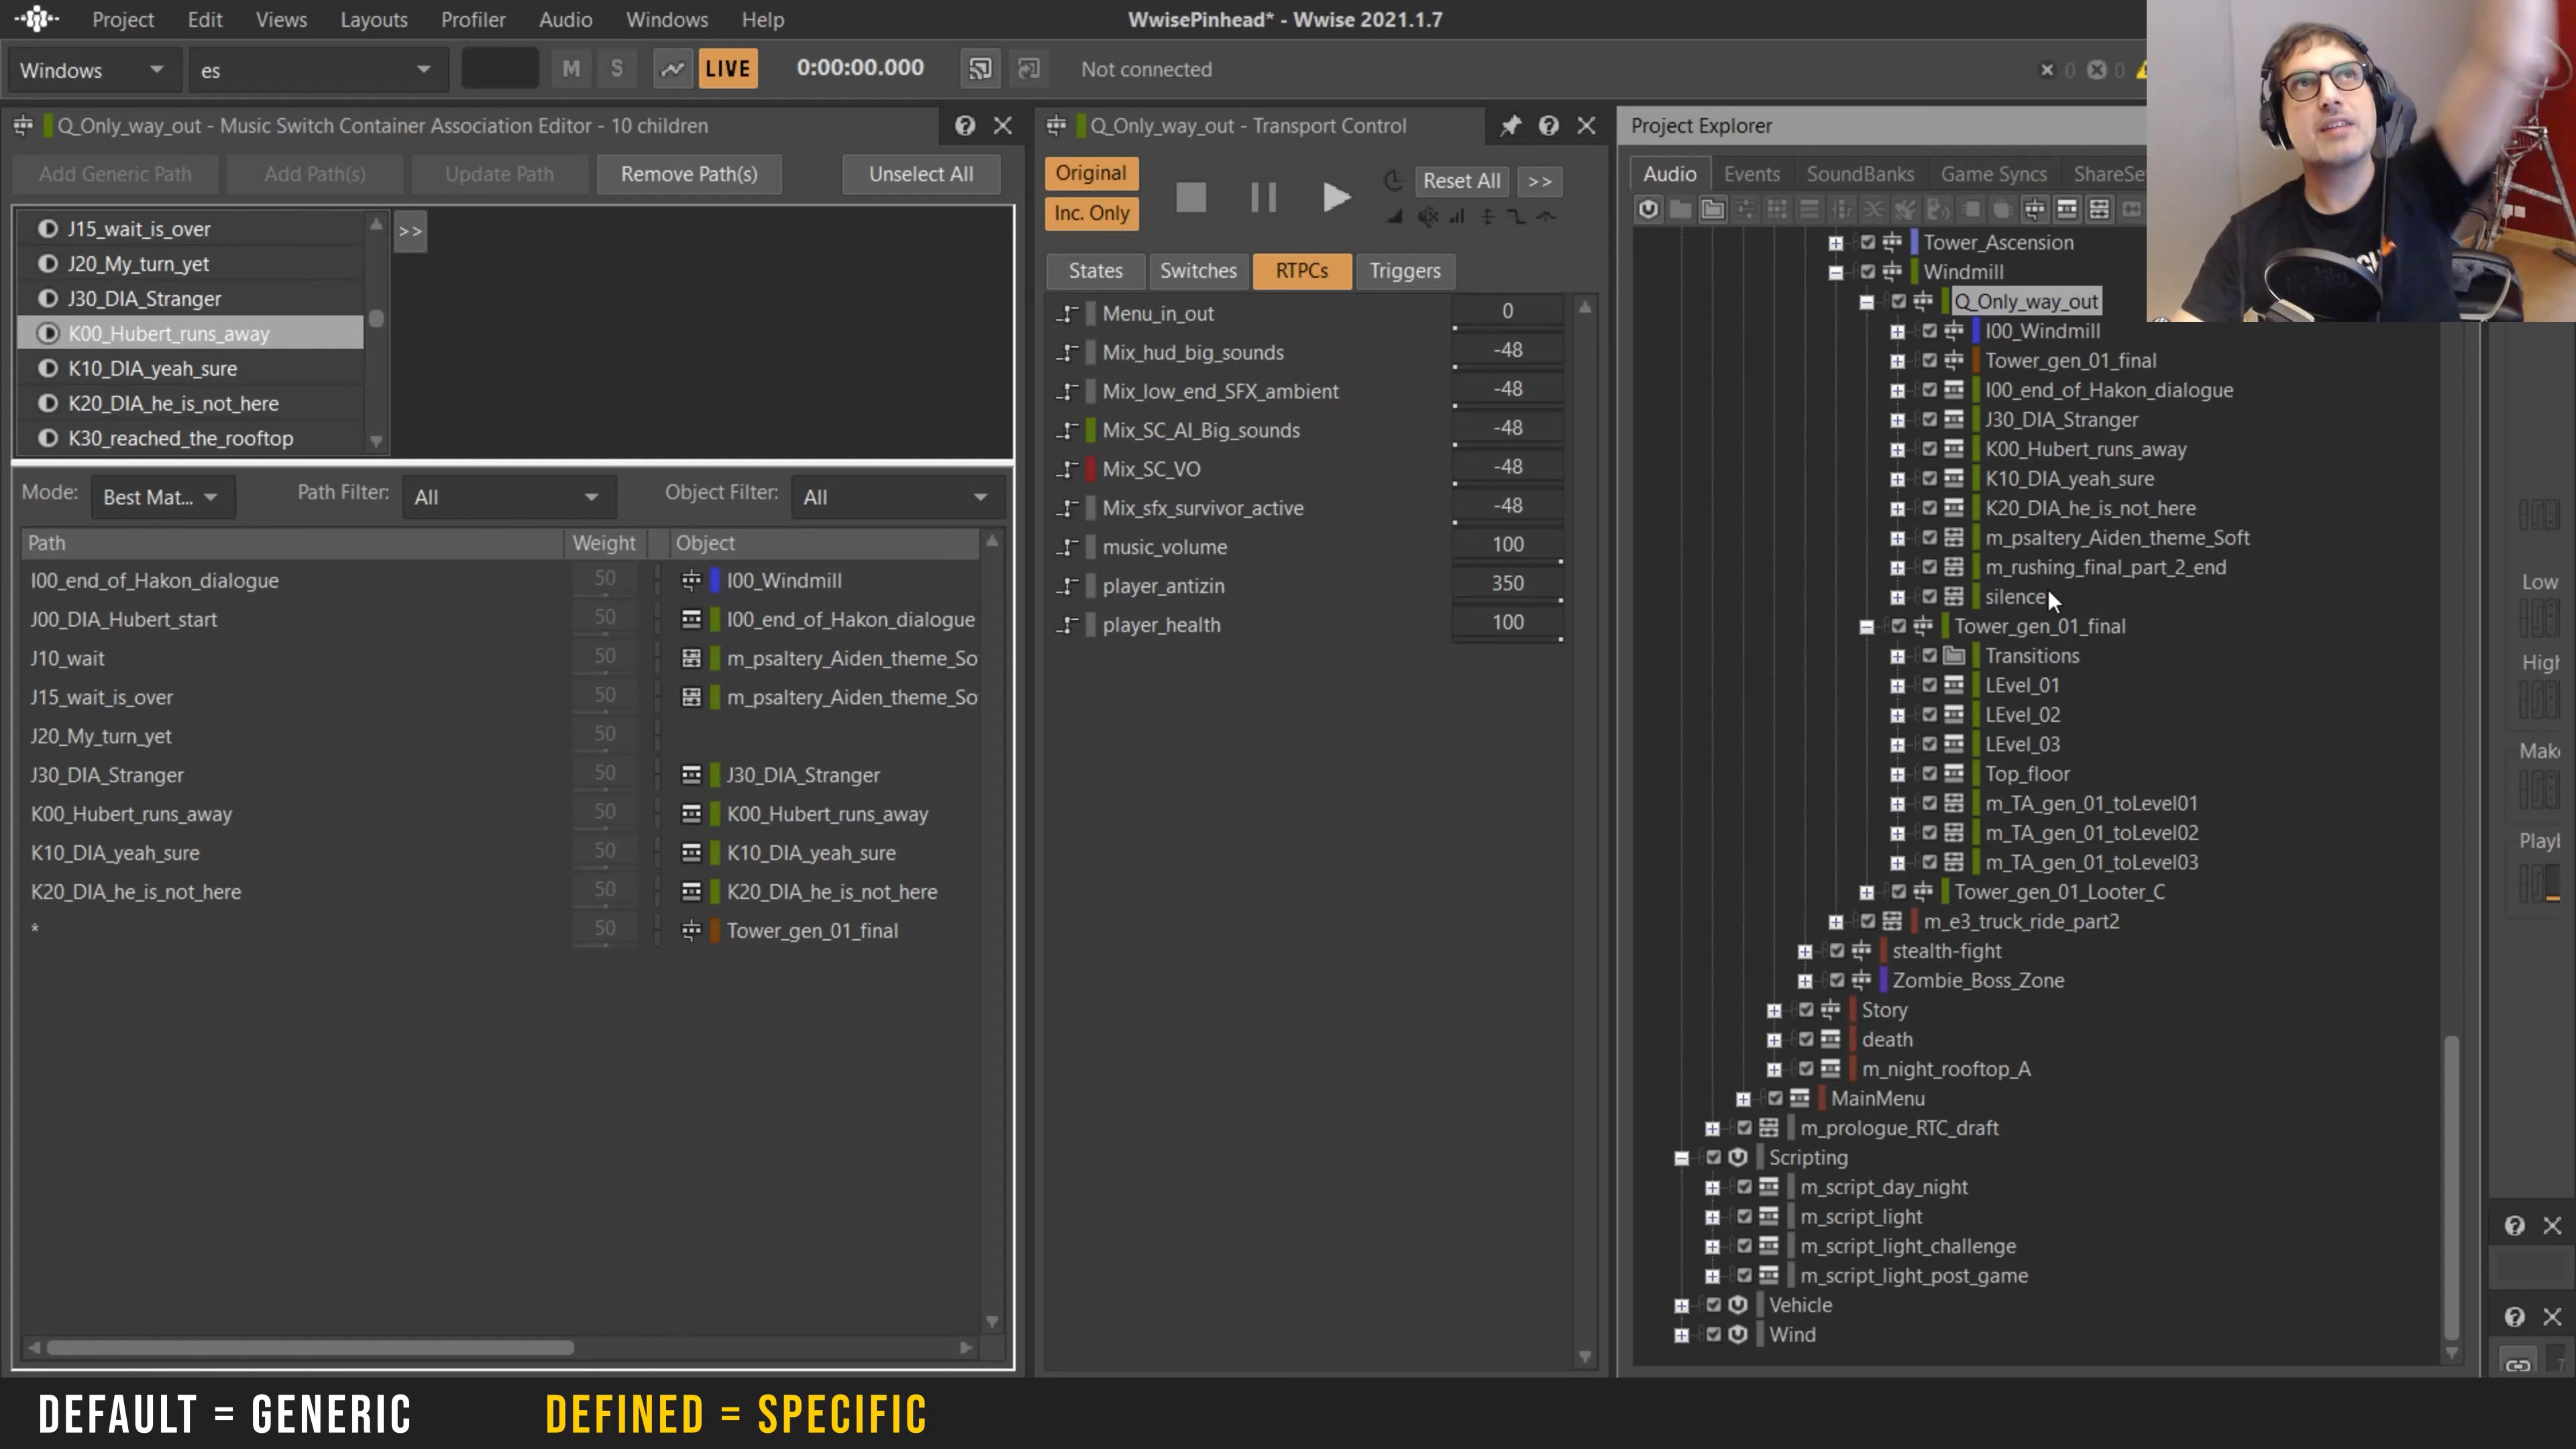 Project Edit Views Layouts Profiler Audio Windows Help
WwisePinhead* - Wwise 2021.1.7
Windows es M S LIVE 0:00:00.000 Not connected 0 0
Q_Only_way_out - Music Switch Container Association Editor - 10 children
Add Generic Path Add Path(s) Update Path Remove Path(s) Unselect All
J15_wait_is_over >>
J20_My_turn_yet
J30_DIA_Stranger
K00_Hubert_runs_away
K10_DIA_yeah_sure
K20_DIA_he_is_not_here
K30_reached_the_rooftop
Mode: Best Mat... Path Filter: All Object Filter: All
Path Weight Object
I00_end_of_Hakon_dialogue 50 I00_Windmill
J00_DIA_Hubert_start 50 I00_end_of_Hakon_dialogue
J10_wait 50 m_psaltery_Aiden_theme_So
J15_wait_is_over 50 m_psaltery_Aiden_theme_So
J20_My_turn_yet 50
J30_DIA_Stranger 50 J30_DIA_Stranger
K00_Hubert_runs_away 50 K00_Hubert_runs_away
K10_DIA_yeah_sure 50 K10_DIA_yeah_sure
K20_DIA_he_is_not_here 50 K20_DIA_he_is_not_here
* 50 Tower_gen_01_final
Q_Only_way_out - Transport Control
Original
Inc. Only
Reset All >>
States Switches RTPCs Triggers
Menu_in_out 0
Mix_hud_big_sounds -48
Mix_low_end_SFX_ambient -48
Mix_SC_AI_Big_sounds -48
Mix_SC_VO -48
Mix_sfx_survivor_active -48
music_volume 100
player_antizin 350
player_health 100
Project Explorer
Audio Events SoundBanks Game Syncs ShareSe
Tower_Ascension
Windmill
Q_Only_way_out
I00_Windmill
Tower_gen_01_final
I00_end_of_Hakon_dialogue
J30_DIA_Stranger
K00_Hubert_runs_away
K10_DIA_yeah_sure
K20_DIA_he_is_not_here
m_psaltery_Aiden_theme_Soft
m_rushing_final_part_2_end
silence
Tower_gen_01_final
Transitions
LEvel_01
LEvel_02
LEvel_03
Top_floor
m_TA_gen_01_toLevel01
m_TA_gen_01_toLevel02
m_TA_gen_01_toLevel03
Tower_gen_01_Looter_C
m_e3_truck_ride_part2
stealth-fight
Zombie_Boss_Zone
Story
death
m_night_rooftop_A
MainMenu
m_prologue_RTC_draft
Scripting
m_script_day_night
m_script_light
m_script_light_challenge
m_script_light_post_game
Vehicle
Wind
Low
High
Make
Playb
DEFAULT = GENERIC DEFINED = SPECIFIC